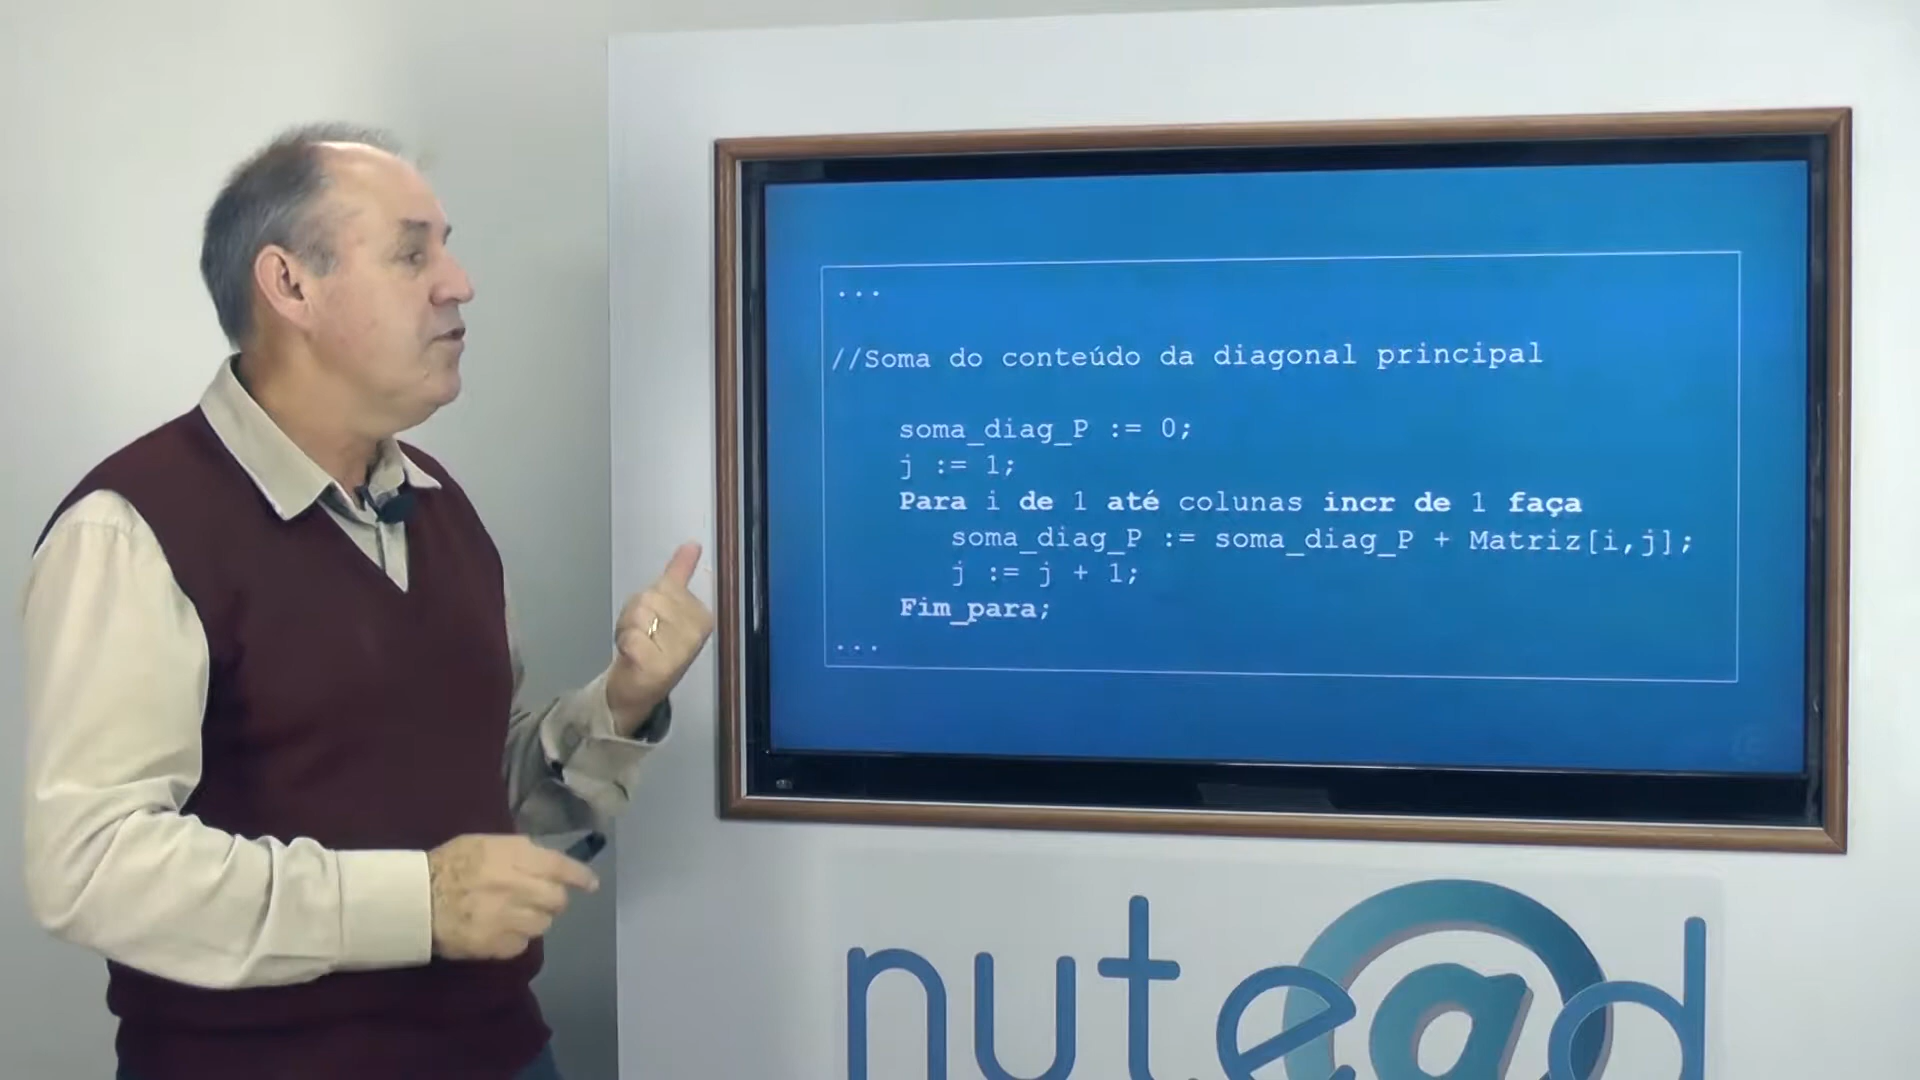 ...
//Soma do conteúdo da diagonal principal
soma_diag_P := 0;
j := 1;
Para i de 1 até colunas incr de 1 faça
soma_diag_P := soma_diag_P + Matriz[i,j];
j := j + 1;
Fim_para;
...
nute@d